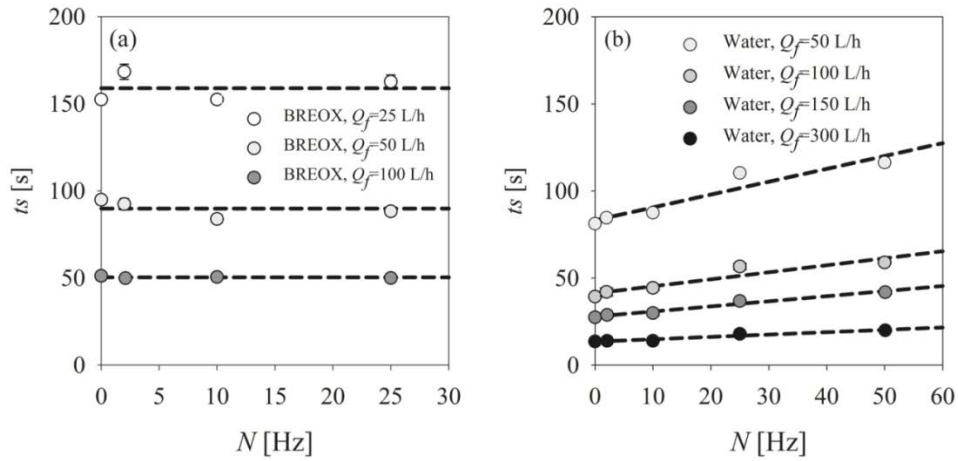 (a)
200
150
100
50
0
ts [s]
BREOX, Qf=25 L/h
BREOX, Qf=50 L/h
BREOX, Qf=100 L/h
0 5 10 15 20 25 30
N [Hz]
(b)
200
150
100
50
0
ts [s]
Water, Qf=50 L/h
Water, Qf=100 L/h
Water, Qf=150 L/h
Water, Qf=300 L/h
0 10 20 30 40 50 60
N [Hz]